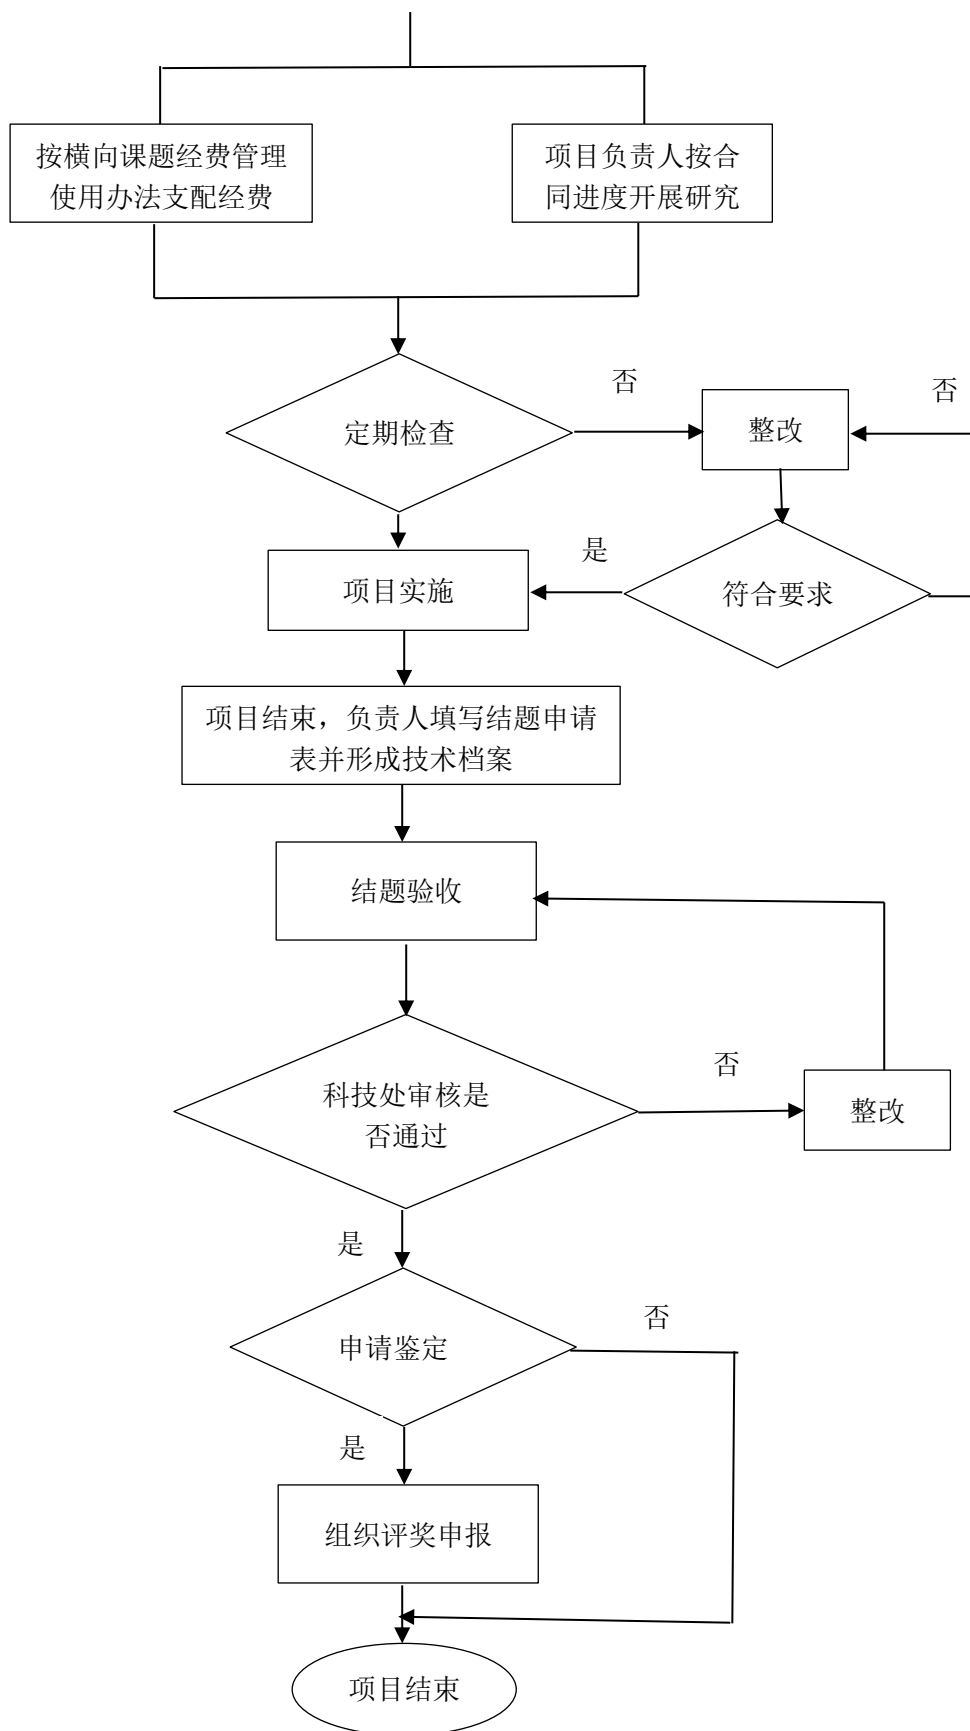 按横向课题经费管理
使用办法支配经费
项目负责人按合
同进度开展研究
定期检查
否
整改
否
项目实施
是
符合要求
项目结束，负责人填写结题申请
表并形成技术档案
结题验收
科技处审核是
否通过
否
整改
是
申请鉴定
否
是
组织评奖申报
项目结束